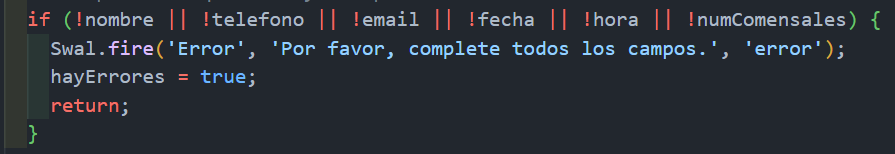 if (!nombre || !telefono || !email || !fecha || !hora || !numComensales) {
Swal.fire('Error', 'Por favor, complete todos los campos.', 'error');
hayErrores = true;
return;
}